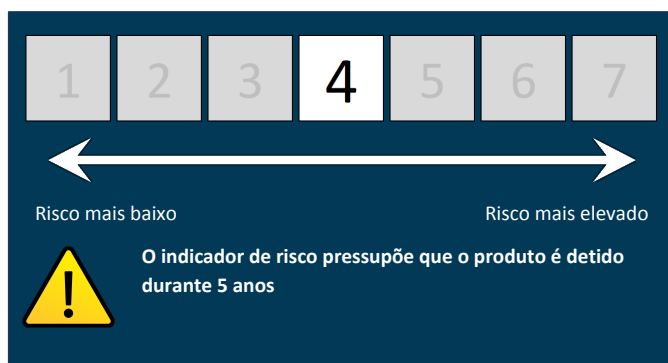 1 2 3 4 5 6 7
Risco mais baixo Risco mais elevado
O indicador de risco pressupõe que o produto é detido
durante 5 anos